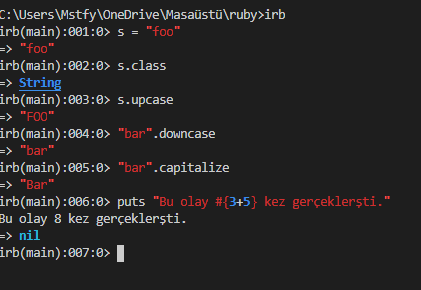 C:\Users\Mstfy\OneDrive\Masaüstü\ruby>irb
irb(main):001:0> s = "foo"
=> "foo"
irb(main):002:0> s.class
=> String
irb(main):003:0> s.upcase
=> "FOO"
irb(main):004:0> "bar".downcase
=> "bar"
irb(main):005:0> "bar".capitalize
=> "Bar"
irb(main):006:0> puts "Bu olay #{3+5} kez gerçeklerşti."
Bu olay 8 kez gerçeklerşti.
=> nil
irb(main):007:0>